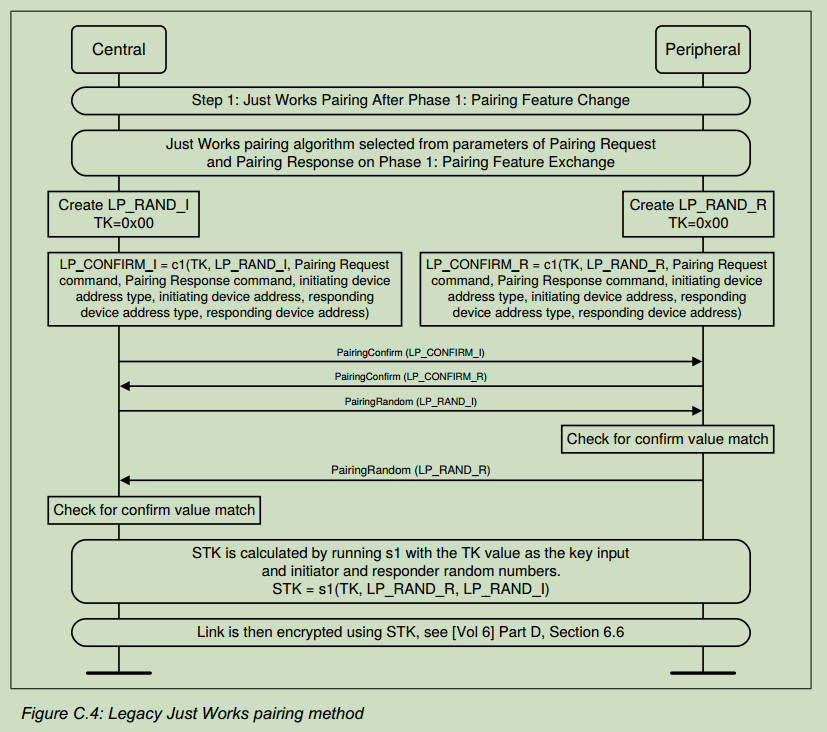 Central
Peripheral
Step 1: Just Works Pairing After Phase 1: Pairing Feature Change
Just Works pairing algorithm selected from parameters of Pairing Request
and Pairing Response on Phase 1: Pairing Feature Exchange
Create LP_RAND_I
TK=0x00
Create LP_RAND_R
TK=0x00
LP_CONFIRM_I = c1(TK, LP_RAND_I, Pairing Request
command, Pairing Response command, initiating device
address type, initiating device address, responding
device address type, responding device address)
LP_CONFIRM_R = c1(TK, LP_RAND_R, Pairing Request
command, Pairing Response command, initiating device
address type, initiating device address, responding
device address type, responding device address)
PairingConfirm (LP_CONFIRM_I)
PairingConfirm (LP_CONFIRM_R)
PairingRandom (LP_RAND_I)
Check for confirm value match
PairingRandom (LP_RAND_R)
Check for confirm value match
STK is calculated by running s1 with the TK value as the key input
and initiator and responder random numbers.
STK = s1(TK, LP_RAND_R, LP_RAND_I)
Link is then encrypted using STK, see [Vol 6] Part D, Section 6.6
Figure C.4: Legacy Just Works pairing method